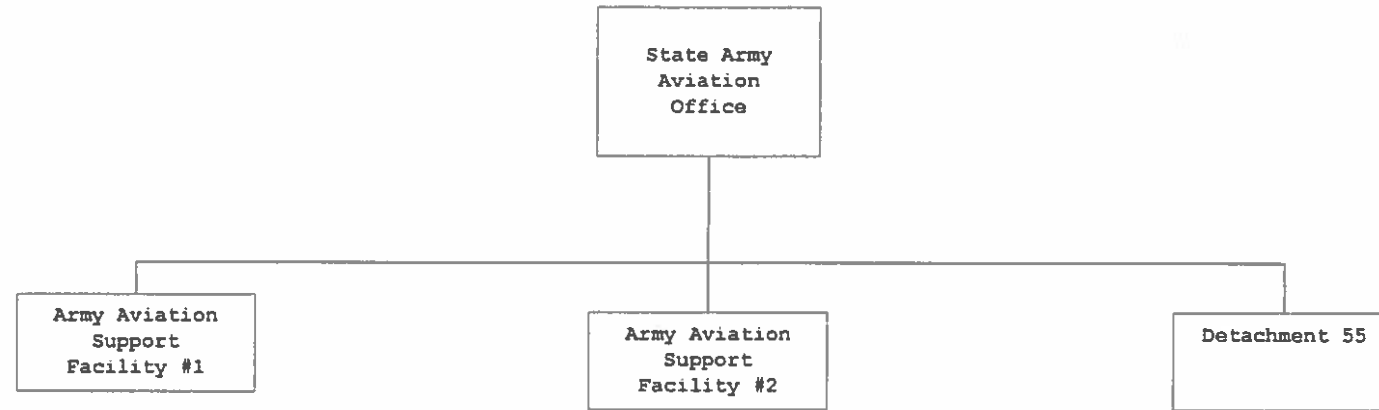 State Army
Aviation
Office
Army Aviation
Support
Facility #1
Army Aviation
Support
Facility #2
Detachment 55